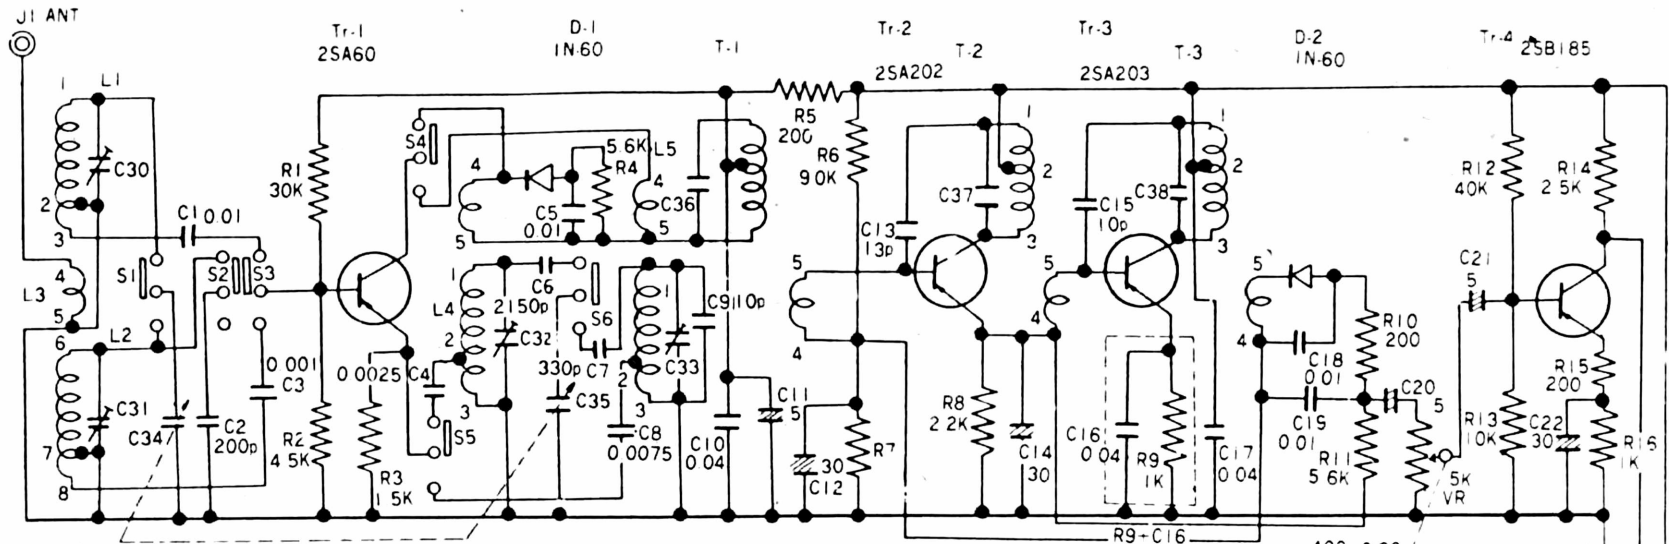 J1 ANT
Tr-1
2SA60
D-1
1N-60
T-1
Tr-2
2SA202
T-2
Tr-3
2SA203
T-3
D-2
1N-60
Tr-4
2SB185
1
L1
C30
2
3
C1 0.01
4
L3
5
L2
6
7
8
C31
S1
S2
S3
C34
C2
200p
0.001
C3
R1
30K
R2
4 5K
0 0025
R3
1 5K
C4
S4
S5
4
5
5.6K
R4
C5
0.01
L5
4
5
C36
1
L4
2
3
2150p
C6
C32
S6
330p
C35
C7
1
2
3
C33
C9 10p
C8
0.0075
C10
0.04
C11
5
R5
200
R6
90K
5
4
30
C12
R7
C13
13p
C37
1
2
3
R8
2 2K
C14
30
5
4
C15
10p
C38
1
2
3
C16
0.04
R9
1K
C17
0.04
R9+C16
5
4
C18
0.01
C19
0.01
R10
200
R11
5 6K
C20
5
5K
VR
C21
5
R12
40K
R13
10K
R14
2 5K
R15
200
C22
30
R16
1K